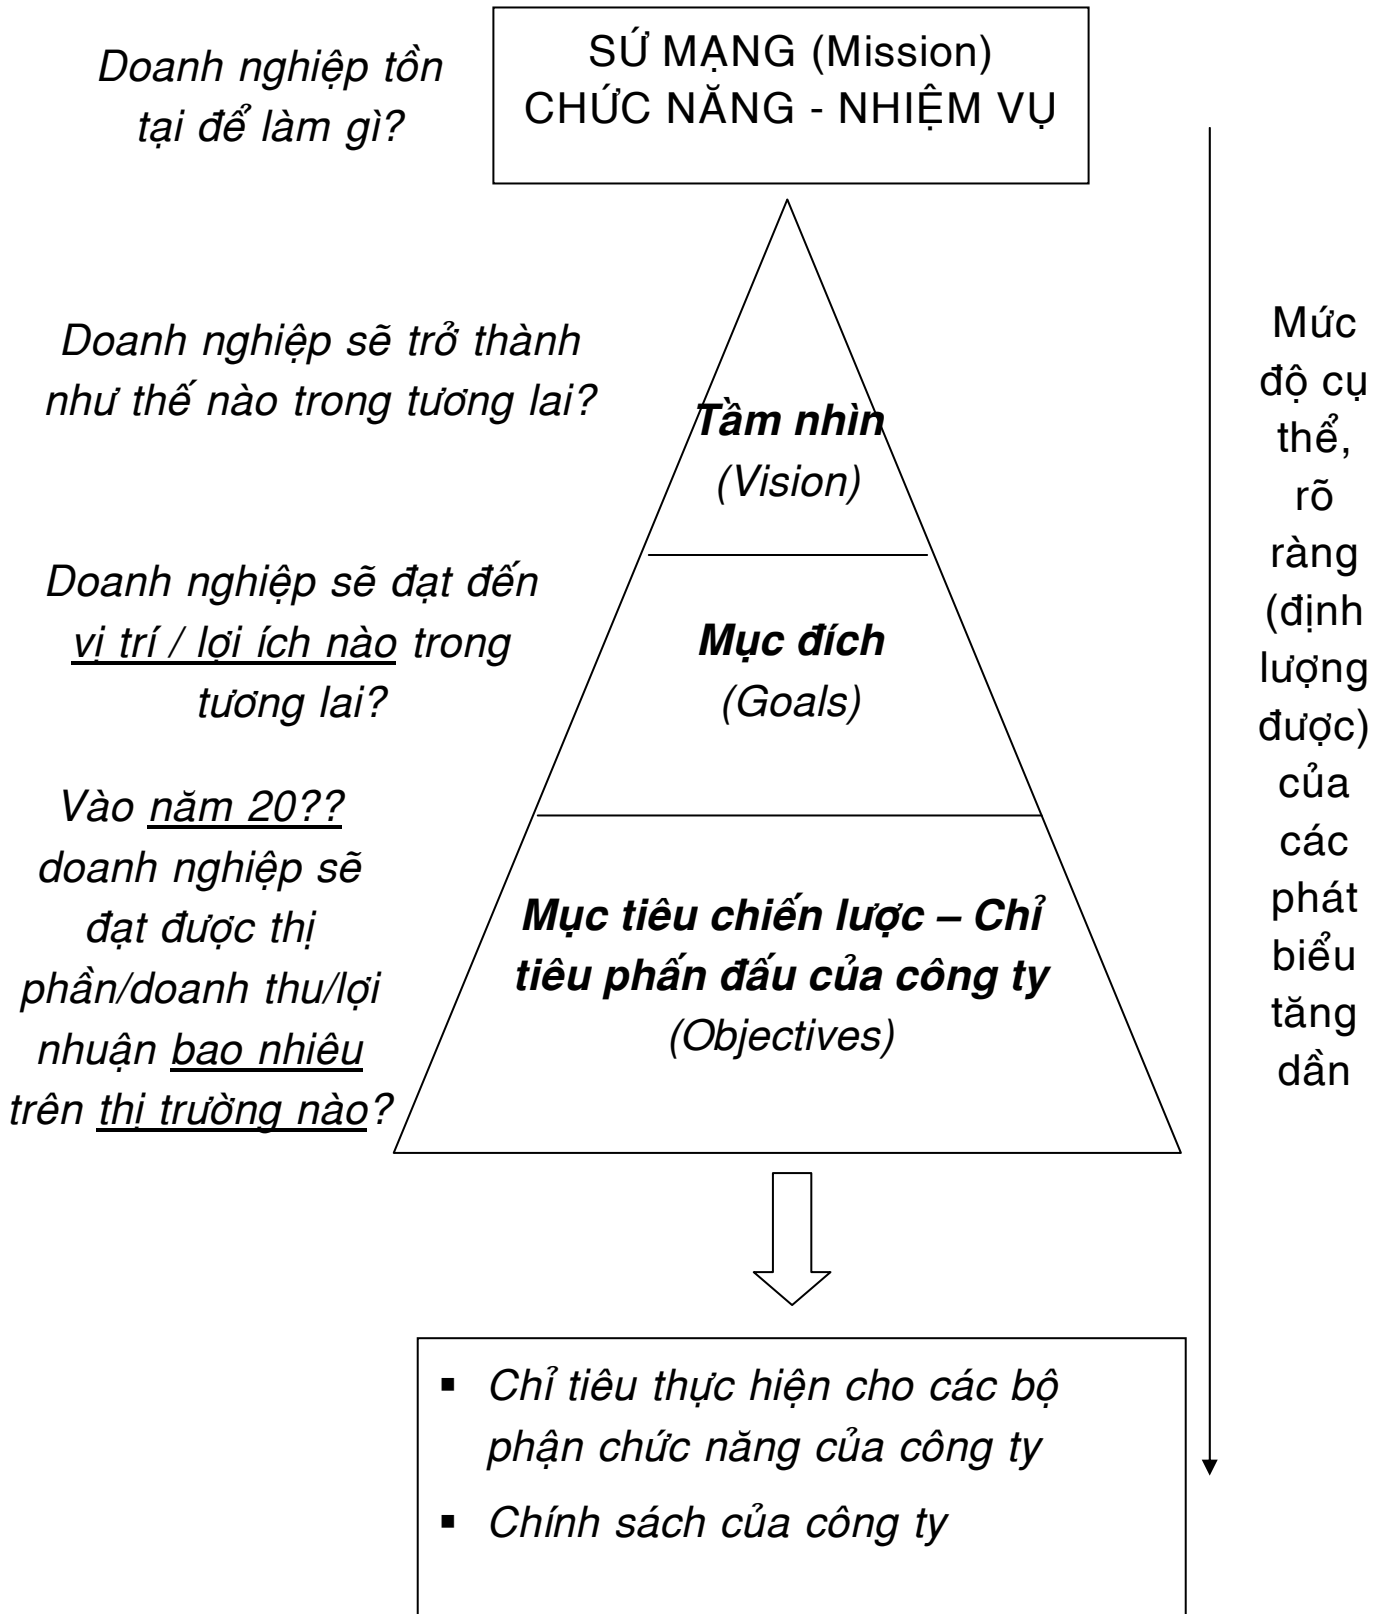 Doanh nghiệp tồn
tại để làm gì?
SỨ MẠNG (Mission)
CHỨC NĂNG - NHIỆM VỤ
Doanh nghiệp sẽ trở thành
như thế nào trong tương lai?
Tầm nhìn
(Vision)
Doanh nghiệp sẽ đạt đến
vị trí / lợi ích nào trong
tương lai?
Mục đích
(Goals)
Vào năm 20??
doanh nghiệp sẽ
đạt được thị
phần/doanh thu/lợi
nhuận bao nhiêu
trên thị trường nào?
Mục tiêu chiến lược – Chỉ
tiêu phấn đấu của công ty
(Objectives)
Mức
độ cụ
thể,
rõ
ràng
(định
lượng
được)
của
các
phát
biểu
tăng
dần
▪ Chỉ tiêu thực hiện cho các bộ
phận chức năng của công ty
▪ Chính sách của công ty